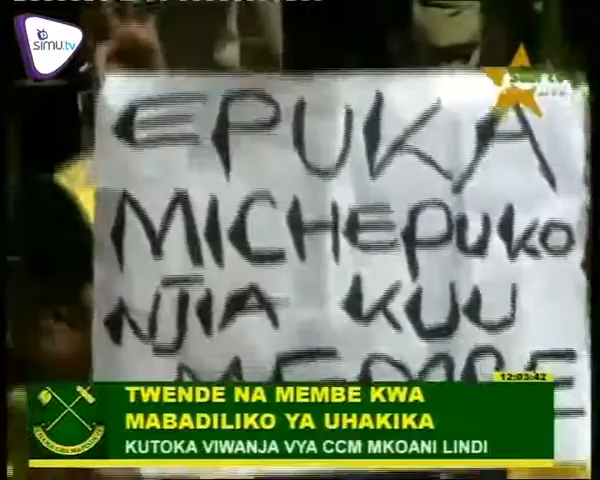 simu.tv
EPUKA
MICHEPUKO
NJIA KUU
MEMBE
12:03:42
TWENDE NA MEMBE KWA
MABADILIKO YA UHAKIKA
KUTOKA VIWANJA VYA CCM MKOANI LINDI